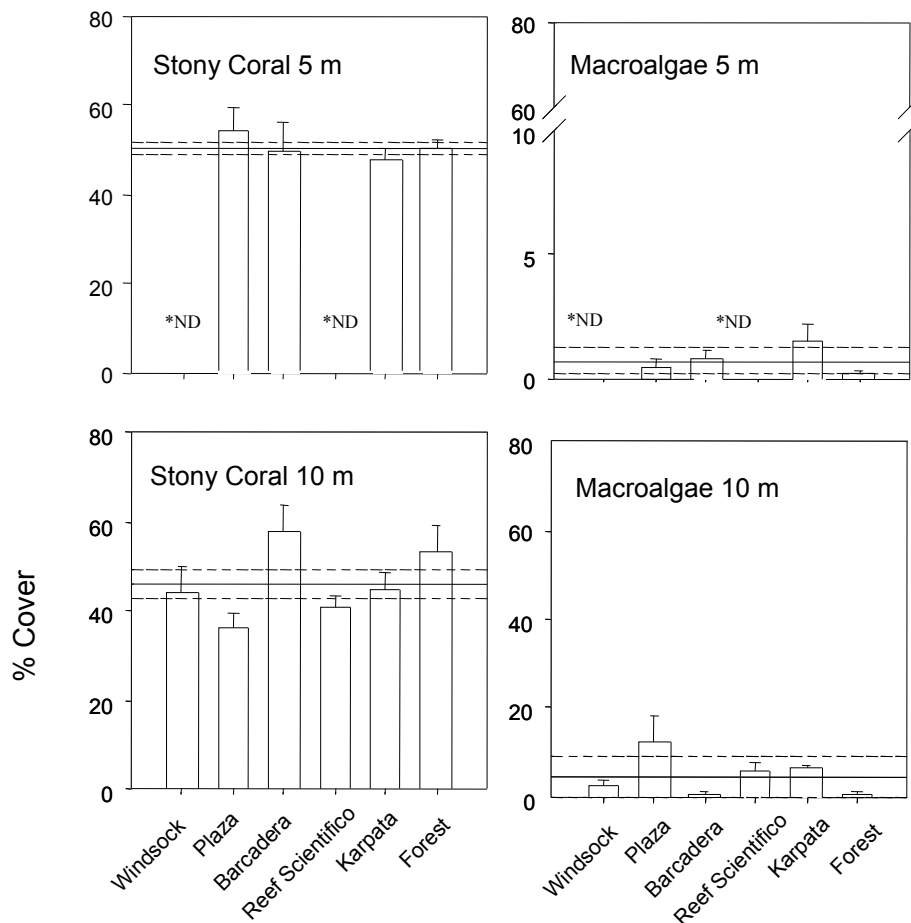 80
60
40
20
0
Stony Coral 5 m
*ND
*ND
80
60
10
5
0
Macroalgae 5 m
*ND
*ND
% Cover
80
60
40
20
0
Stony Coral 10 m
Windsock
Plaza
Barcadera
Reef Scientifico
Karpata
Forest
80
60
40
20
0
Macroalgae 10 m
Windsock
Plaza
Barcadera
Reef Scientifico
Karpata
Forest